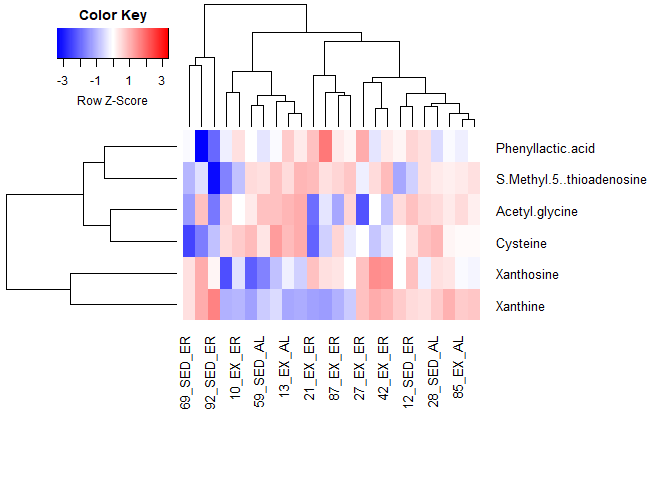 Color Key
-3 -1 1 3
Row Z-Score
Phenyllactic.acid
S.Methyl.5..thioadenosine
Acetyl.glycine
Cysteine
Xanthosine
Xanthine
69_SED_ER
92_SED_ER
10_EX_ER
59_SED_AL
13_EX_AL
21_EX_ER
87_EX_ER
27_EX_ER
42_EX_ER
12_SED_ER
28_SED_AL
85_EX_AL